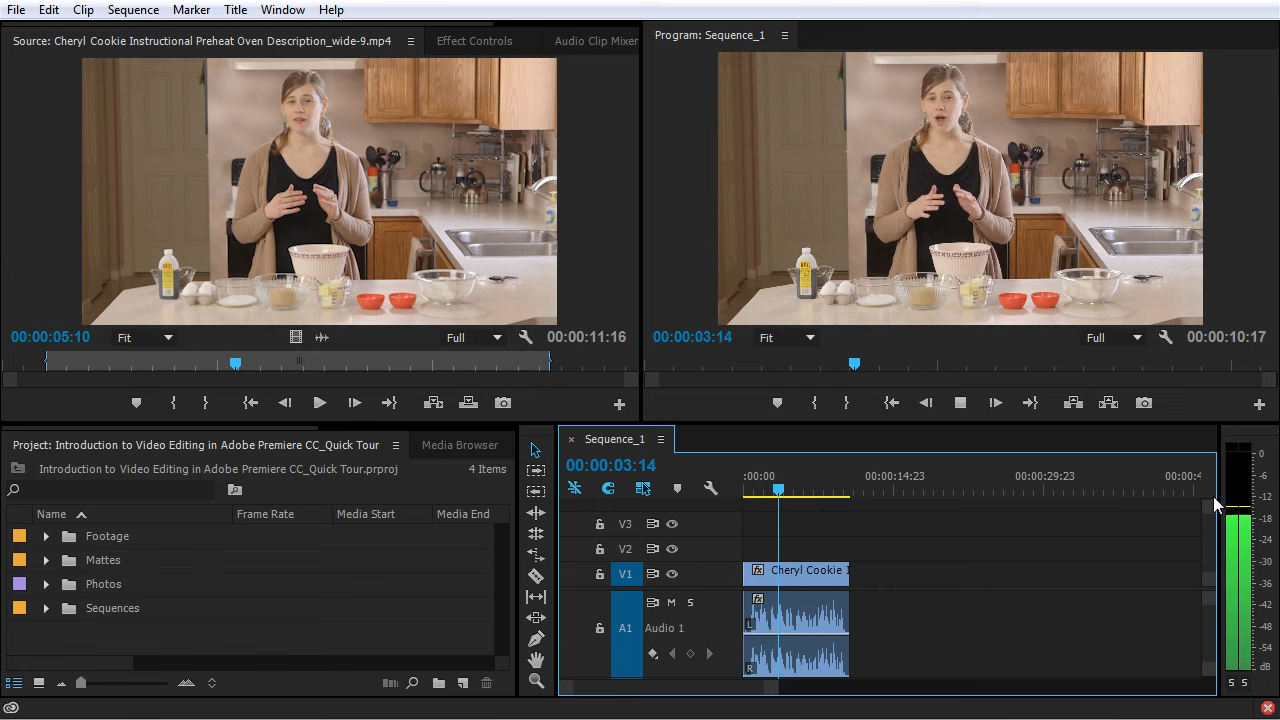 File Edit Clip Sequence Marker Title Window Help
Source: Cheryl Cookie Instructional Preheat Oven Description_wide-9.mp4 Effect Controls Audio Clip Mixer
Program: Sequence_1
00:00:05:10 Fit Full 00:00:11:16
00:00:03:14 Fit Full 00:00:10:17
Project: Introduction to Video Editing in Adobe Premiere CC_Quick Tour Media Browser
Introduction to Video Editing in Adobe Premiere CC_Quick Tour.prproj 4 Items
Name Frame Rate Media Start Media End
Footage
Mattes
Photos
Sequences
× Sequence_1
00:00:03:14
:00:00 00:00:14:23 00:00:29:23 00:00:4
V3
V2
V1 fx Cheryl Cookie I
fx
M S
A1 Audio 1
L
R
0
-6
-12
-18
-24
-30
-36
-42
-48
-54
dB
S S